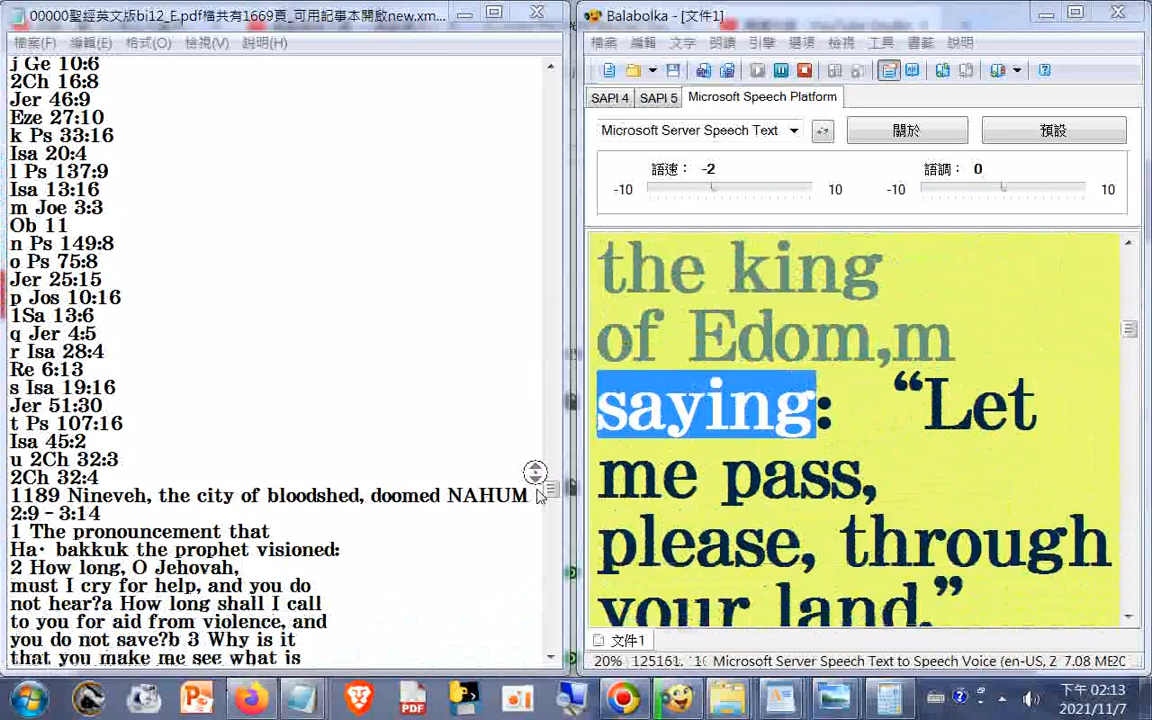 00000聖經英文版bi12_E.pdf檔共有1669頁_可用記事本開啟new.xm...
檔案(F) 編輯(E) 格式(O) 檢視(V) 說明(H)
j Ge 10:6
2Ch 16:8
Jer 46:9
Eze 27:10
k Ps 33:16
Isa 20:4
l Ps 137:9
Isa 13:16
m Joe 3:3
Ob 11
n Ps 149:8
o Ps 75:8
Jer 25:15
p Jos 10:16
1Sa 13:6
q Jer 4:5
r Isa 28:4
Re 6:13
s Isa 19:16
Jer 51:30
t Ps 107:16
Isa 45:2
u 2Ch 32:3
2Ch 32:4
1189 Nineveh, the city of bloodshed, doomed NAHUM
2:9-3:14
1 The pronouncement that
Ha· bakkuk the prophet visioned:
2 How long, O Jehovah,
must I cry for help, and you do
not hear?a How long shall I call
to you for aid from violence, and
you do not save?b 3 Why is it
that you make me see what is
Balabolka - [文件1]
檔案 編輯 文字 朗讀 引擎 選項 檢視 工具 書籤 說明
SAPI 4 SAPI 5 Microsoft Speech Platform
Microsoft Server Speech Text 關於 預設
語速： -2 語調： 0
-10 10 -10 10
the king
of Edom,m
saying: “Let
me pass,
please, through
your land.”
文件1
20% Microsoft Server Speech Text to Speech Voice (en-US,
下午 02:13
2021/11/7